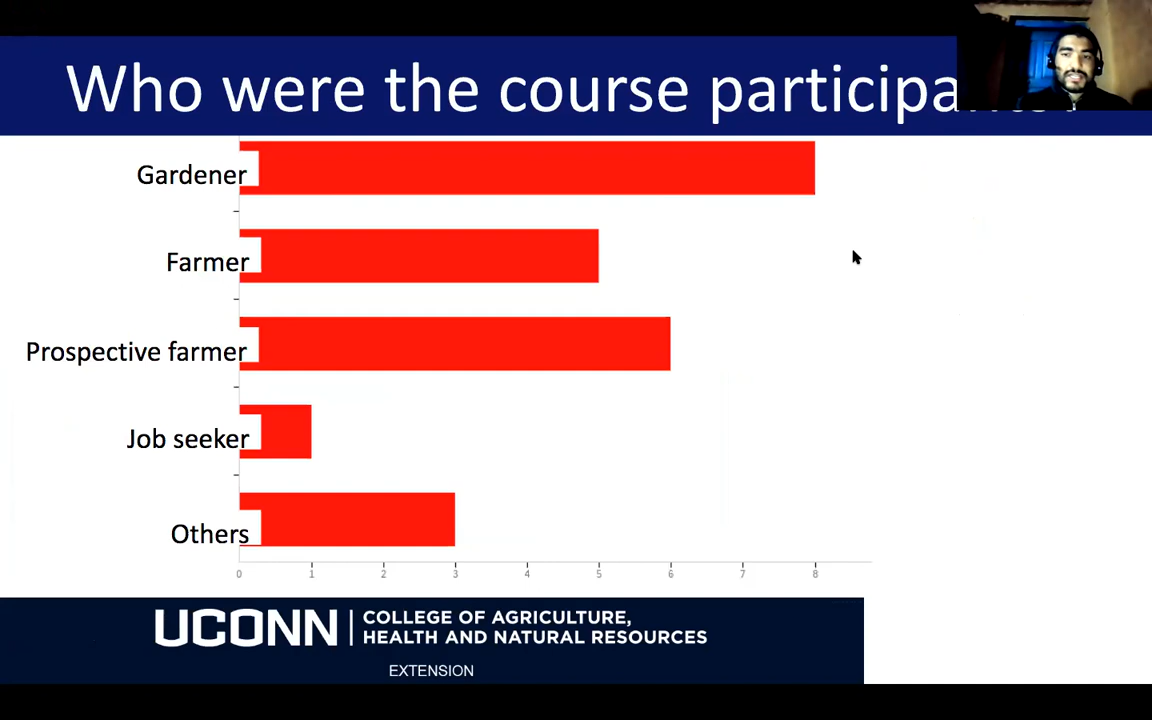 Who were the course
Gardener
Farmer
Prospective farmer
Job seeker
Others
0 1 2 3 4 5 6 7 8
UCONN
COLLEGE OF AGRICULTURE,
HEALTH AND NATURAL RESOURCES
EXTENSION